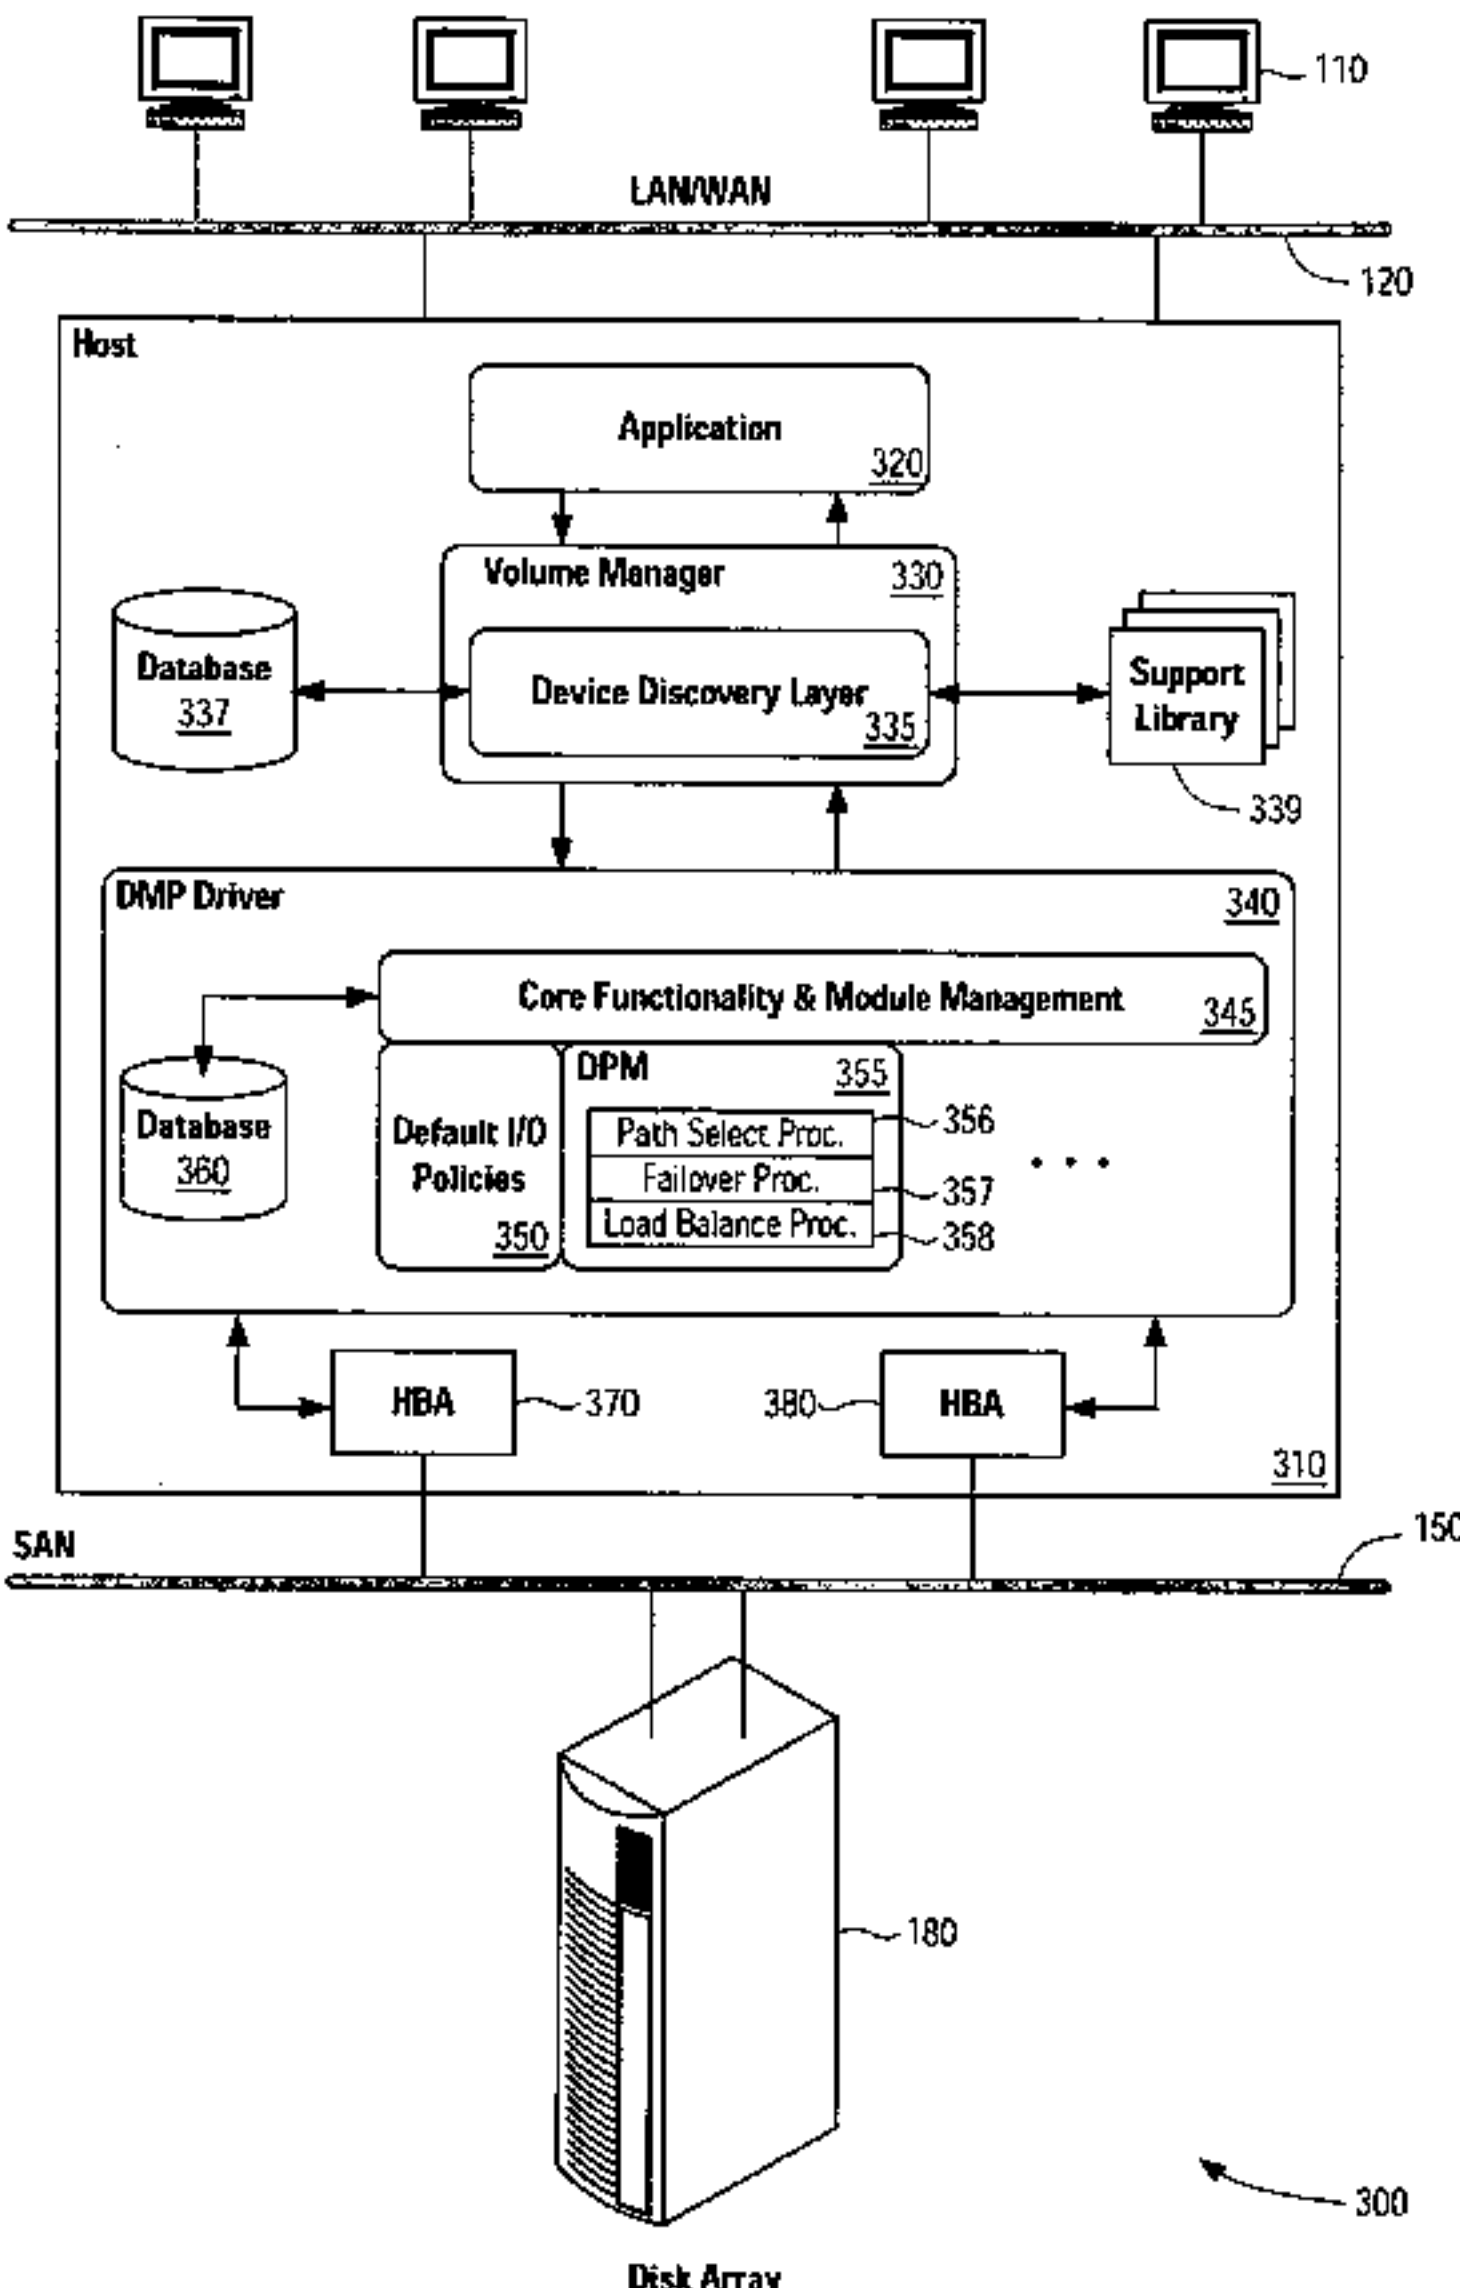 110
LAN/WAN
120
Host
Application
320
Volume Manager
330
Database
337
Device Discovery Layer
335
Support
Library
339
DMP Driver
340
Core Functionality & Module Management
345
DPM
355
Database
360
Default I/O
Policies
350
Path Select Proc.
356
Failover Proc.
357
Load Balance Proc.
358
. . .
HBA
370
380
HBA
310
SAN
150
180
300
Disk Array